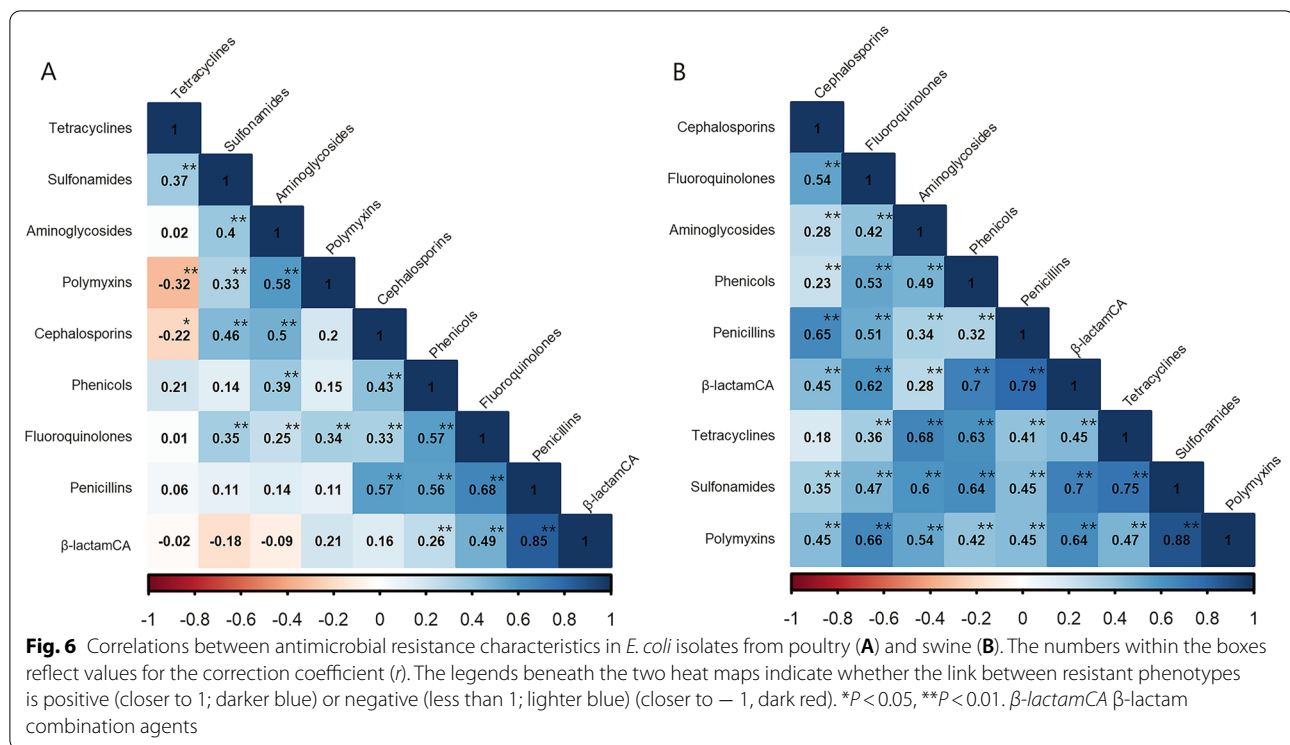 A
Tetracyclines
Sulfonamides
Aminoglycosides
Polymyxins
Cephalosporins
Phenicols
Fluoroquinolones
Penicillins
β-lactamCA
Tetracyclines 1
Sulfonamides 0.37** 1
Aminoglycosides 0.02 0.4** 1
Polymyxins -0.32** 0.33** 0.58** 1
Cephalosporins -0.22* 0.46** 0.5** 0.2 1
Phenicols 0.21 0.14 0.39** 0.15 0.43** 1
Fluoroquinolones 0.01 0.35** 0.25** 0.34** 0.33** 0.57** 1
Penicillins 0.06 0.11 0.14 0.11 0.57** 0.56** 0.68** 1
β-lactamCA -0.02 -0.18 -0.09 0.21 0.16 0.26** 0.49** 0.85** 1
-1 -0.8 -0.6 -0.4 -0.2 0 0.2 0.4 0.6 0.8 1
B
Cephalosporins
Fluoroquinolones
Aminoglycosides
Phenicols
Penicillins
β-lactamCA
Tetracyclines
Sulfonamides
Polymyxins
Cephalosporins 1
Fluoroquinolones 0.54** 1
Aminoglycosides 0.28** 0.42** 1
Phenicols 0.23** 0.53** 0.49** 1
Penicillins 0.65** 0.51** 0.34** 0.32** 1
β-lactamCA 0.45** 0.62** 0.28** 0.7** 0.79** 1
Tetracyclines 0.18 0.36** 0.68** 0.63** 0.41** 0.45** 1
Sulfonamides 0.35** 0.47** 0.6** 0.64** 0.45** 0.7** 0.75** 1
Polymyxins 0.45** 0.66** 0.54** 0.42** 0.45** 0.64** 0.47** 0.88** 1
-1 -0.8 -0.6 -0.4 -0.2 0 0.2 0.4 0.6 0.8 1
Fig. 6 Correlations between antimicrobial resistance characteristics in E. coli isolates from poultry (A) and swine (B). The numbers within the boxes
reflect values for the correction coefficient (r). The legends beneath the two heat maps indicate whether the link between resistant phenotypes
is positive (closer to 1; darker blue) or negative (less than 1; lighter blue) (closer to − 1, dark red). *P < 0.05, **P < 0.01. β-lactamCA β-lactam
combination agents